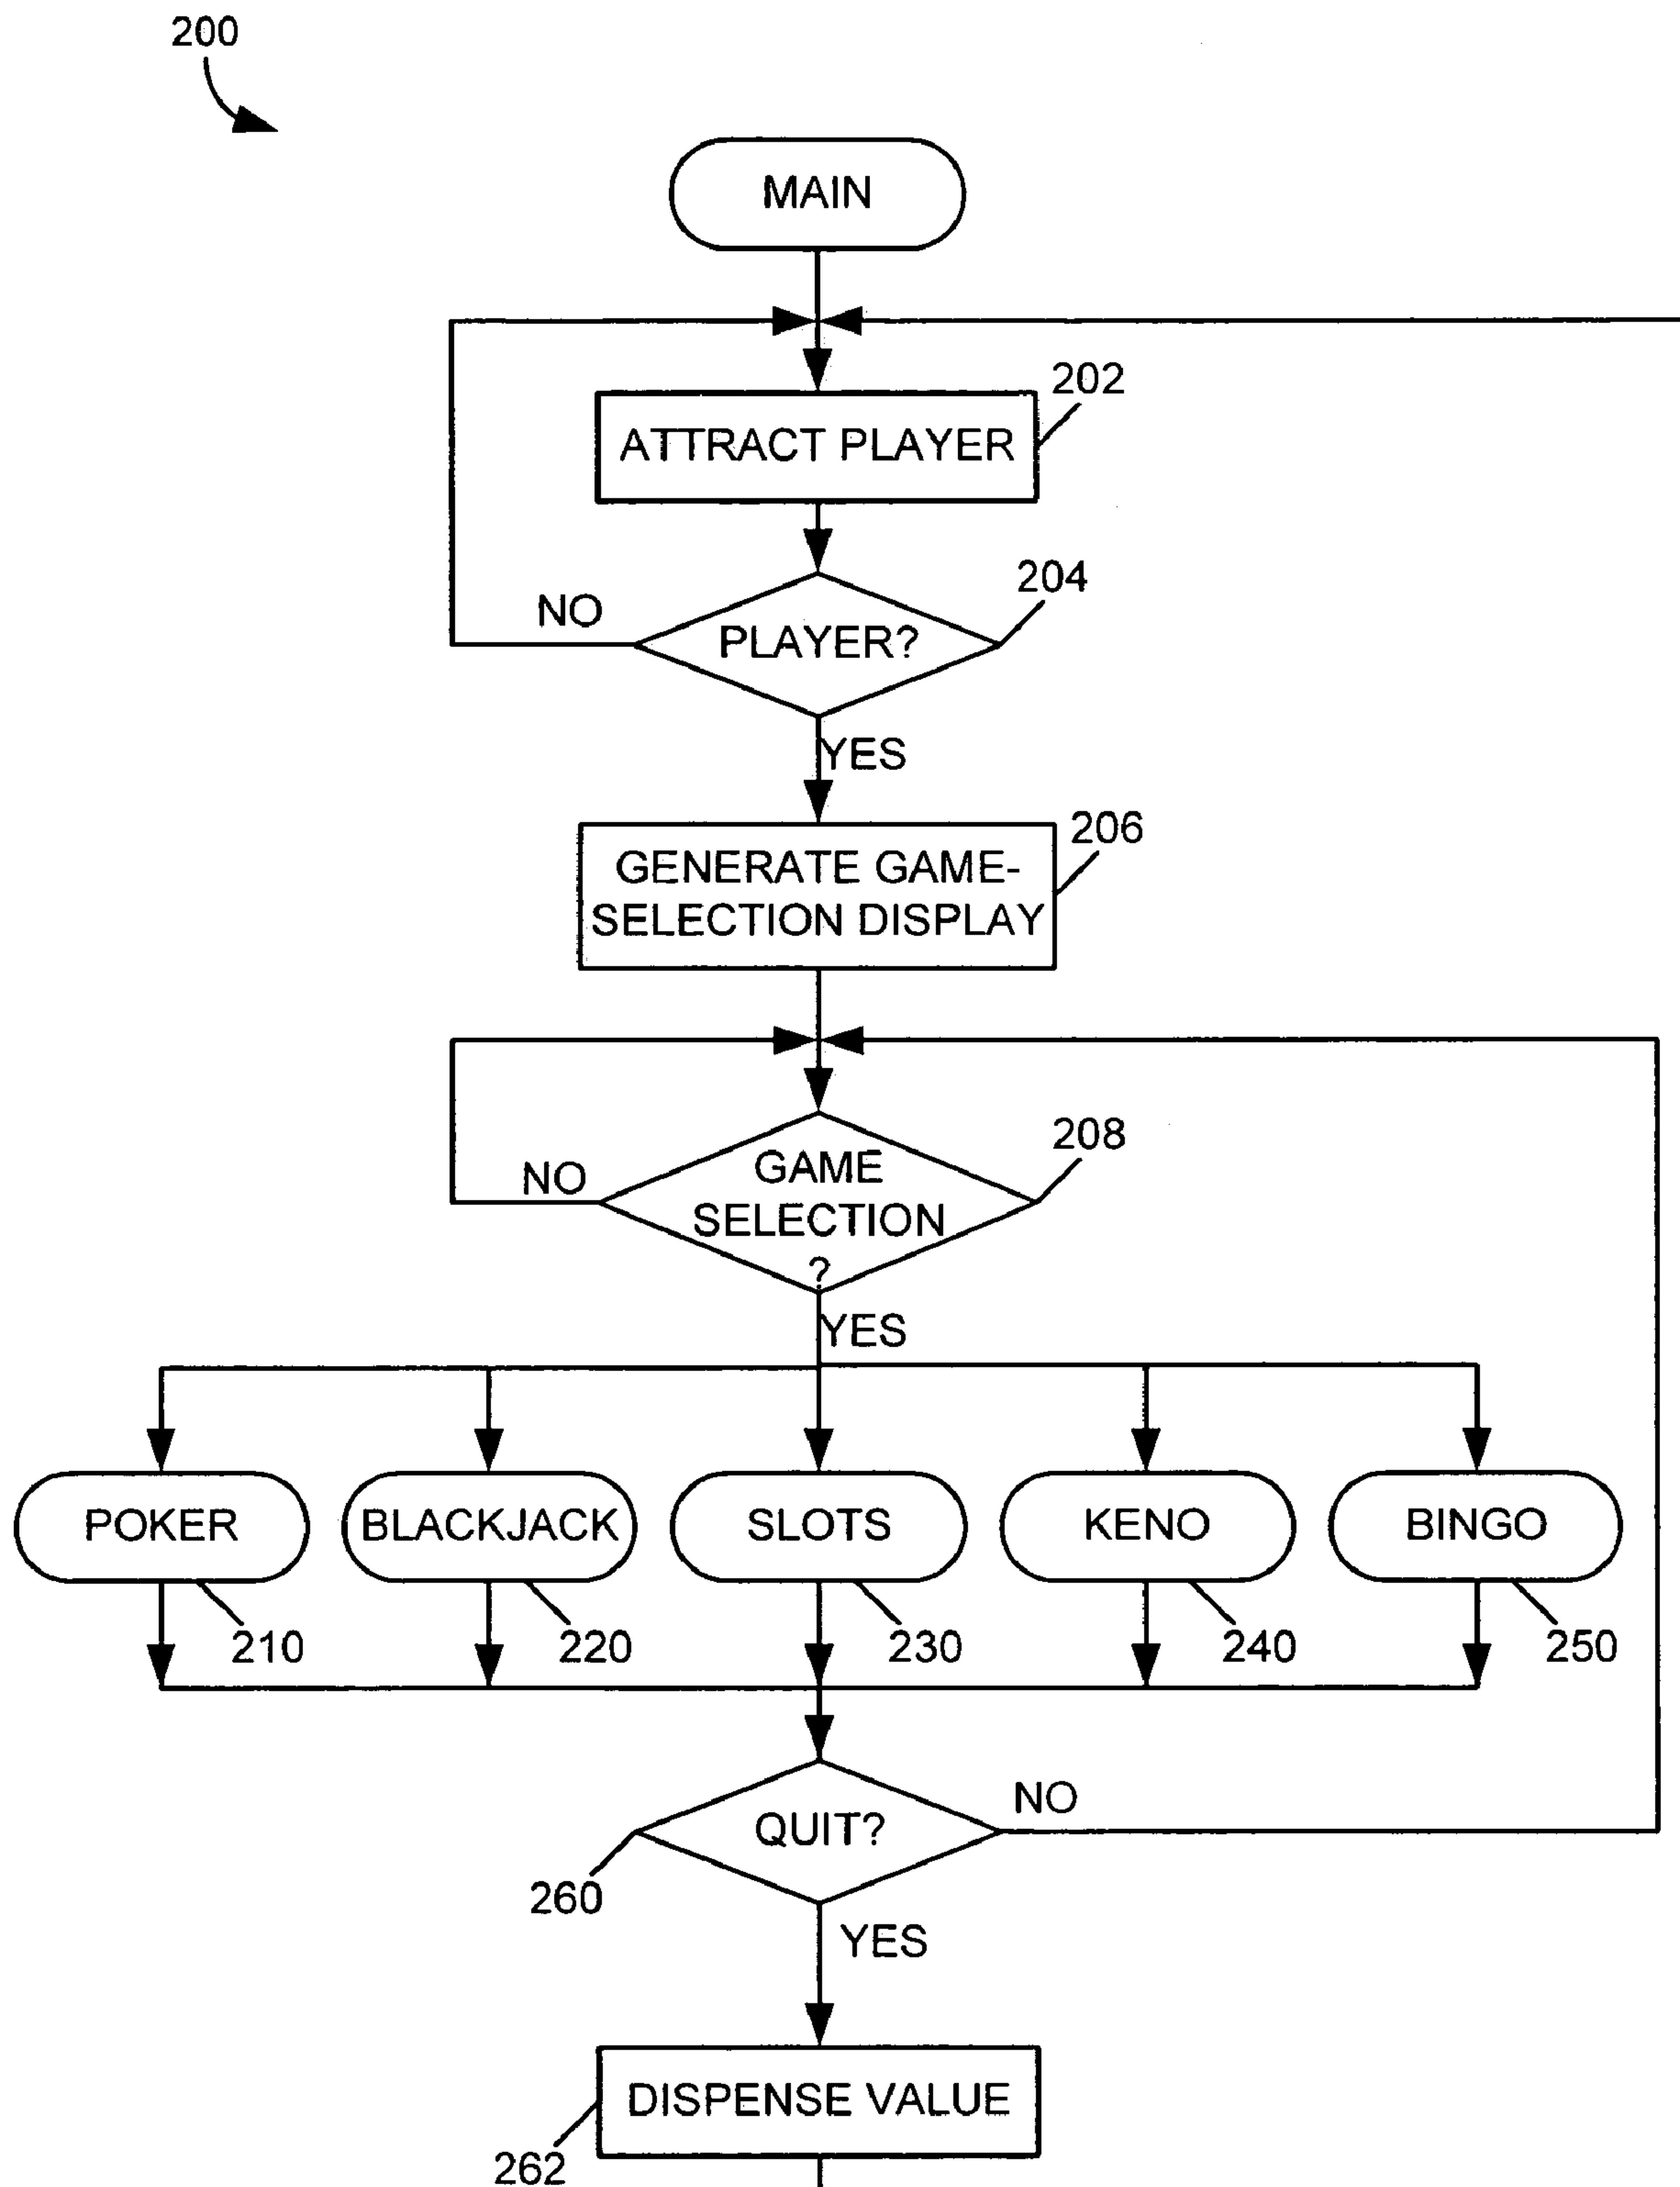 200
MAIN
202
ATTRACT PLAYER
204
NO
PLAYER?
YES
206
GENERATE GAME-
SELECTION DISPLAY
208
NO
GAME
SELECTION
?
YES
POKER
BLACKJACK
SLOTS
KENO
BINGO
210
220
230
240
250
NO
QUIT?
260
YES
DISPENSE VALUE
262